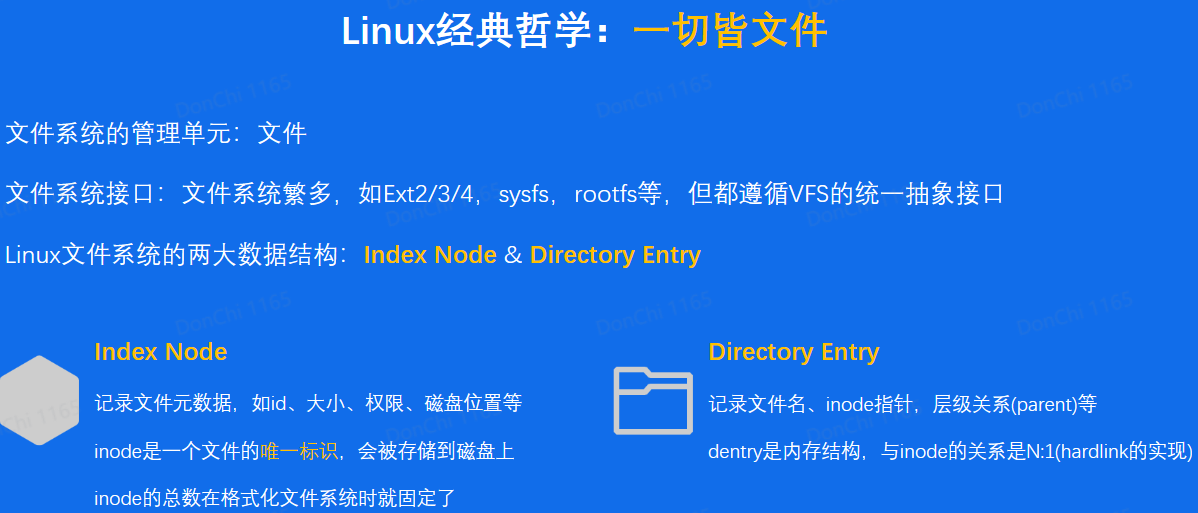 Linux经典哲学：一切皆文件
文件系统的管理单元：文件
文件系统接口：文件系统繁多，如Ext2/3/4，sysfs，rootfs等，但都遵循VFS的统一抽象接口
Linux文件系统的两大数据结构：Index Node & Directory Entry
Index Node
记录文件元数据，如id、大小、权限、磁盘位置等
inode是一个文件的唯一标识，会被存储到磁盘上
inode的总数在格式化文件系统时就固定了
Directory Entry
记录文件名、inode指针，层级关系(parent)等
dentry是内存结构，与inode的关系是N:1(hardlink的实现)
DonChi 1165
DonChi 1165
DonChi 1165
DonChi 1165
DonChi 1165
DonChi 1165